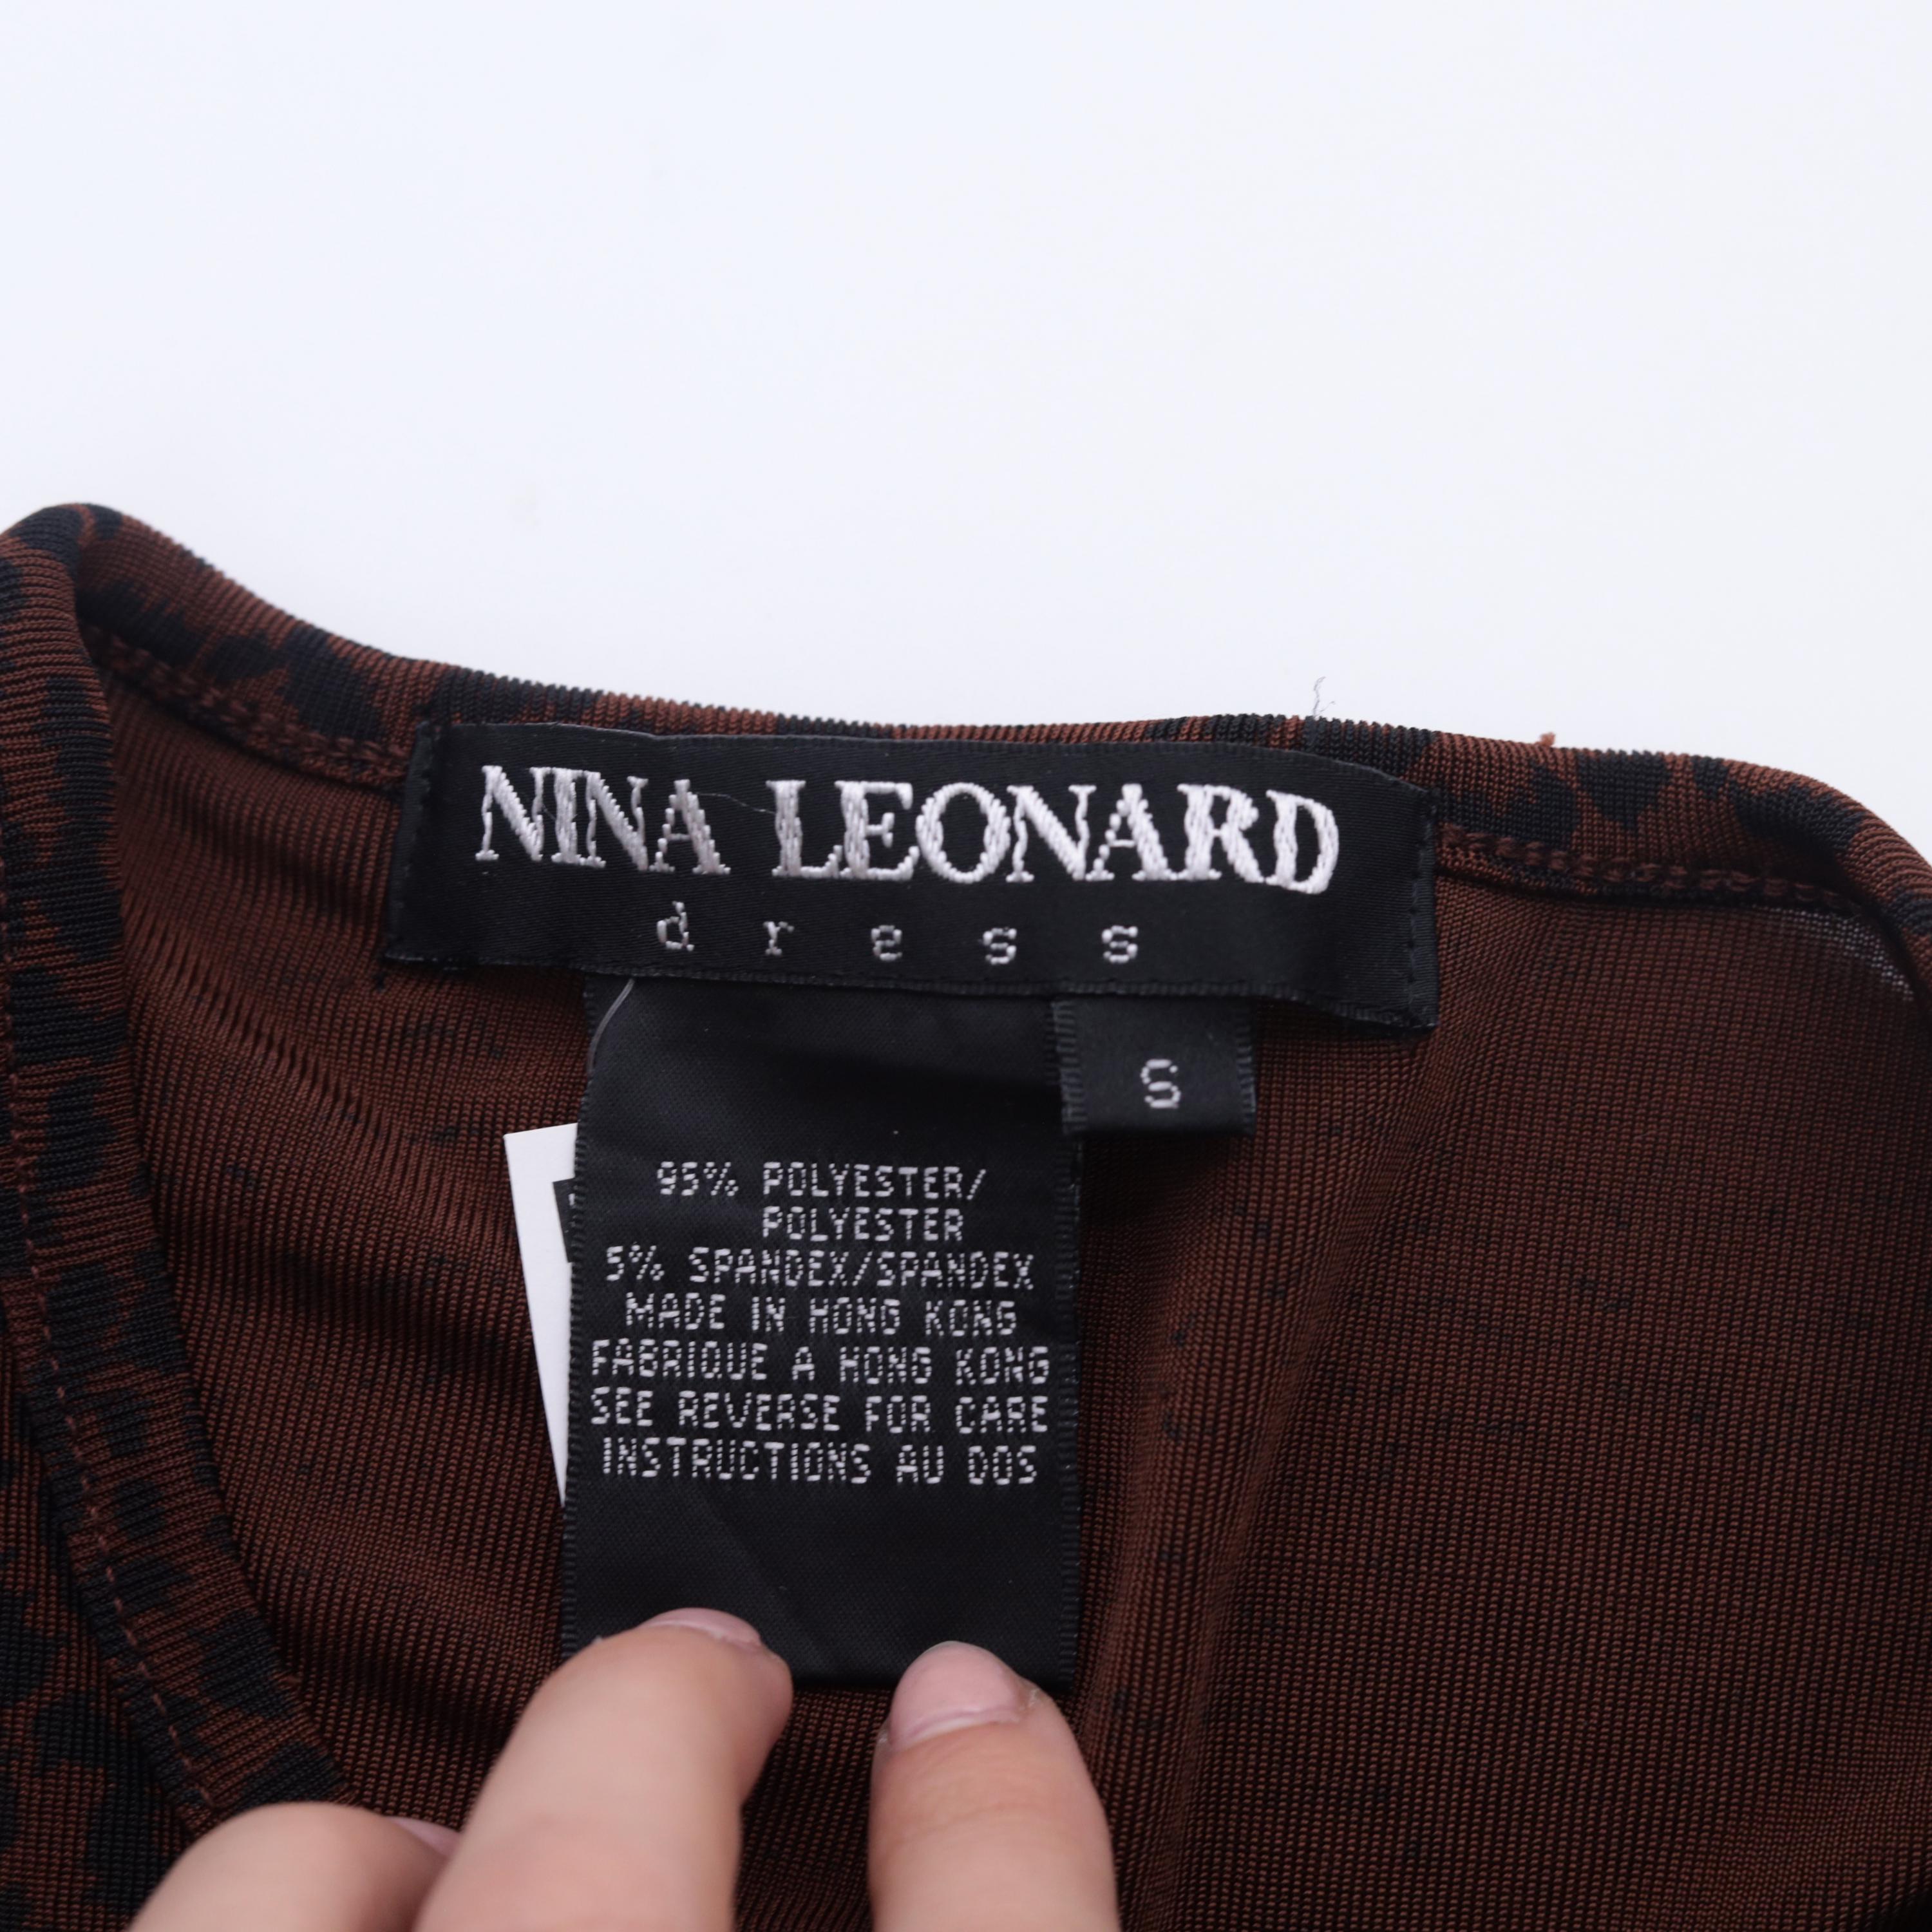 NINA LEONARD
dress
S
95% POLYESTER/
POLYESTER
5% SPANDEX/SPANDEX
MADE IN HONG KONG
FABRIQUE A HONG KONG
SEE REVERSE FOR CARE
INSTRUCTIONS AU DOS